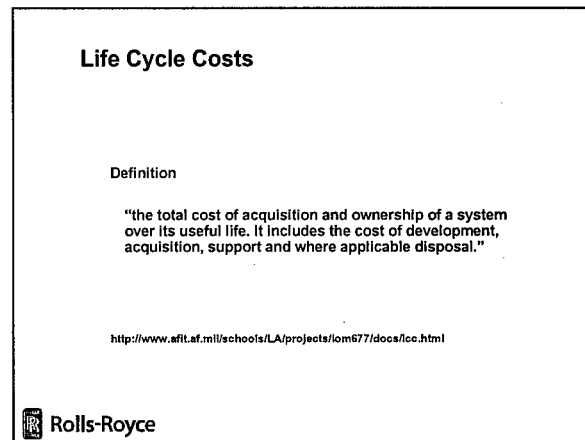 Life Cycle Costs
Definition
"the total cost of acquisition and ownership of a system
over its useful life. It includes the cost of development,
acquisition, support and where applicable disposal."
http://www.afit.af.mil/schools/LA/projects/lom677/docs/lcc.html
Rolls-Royce